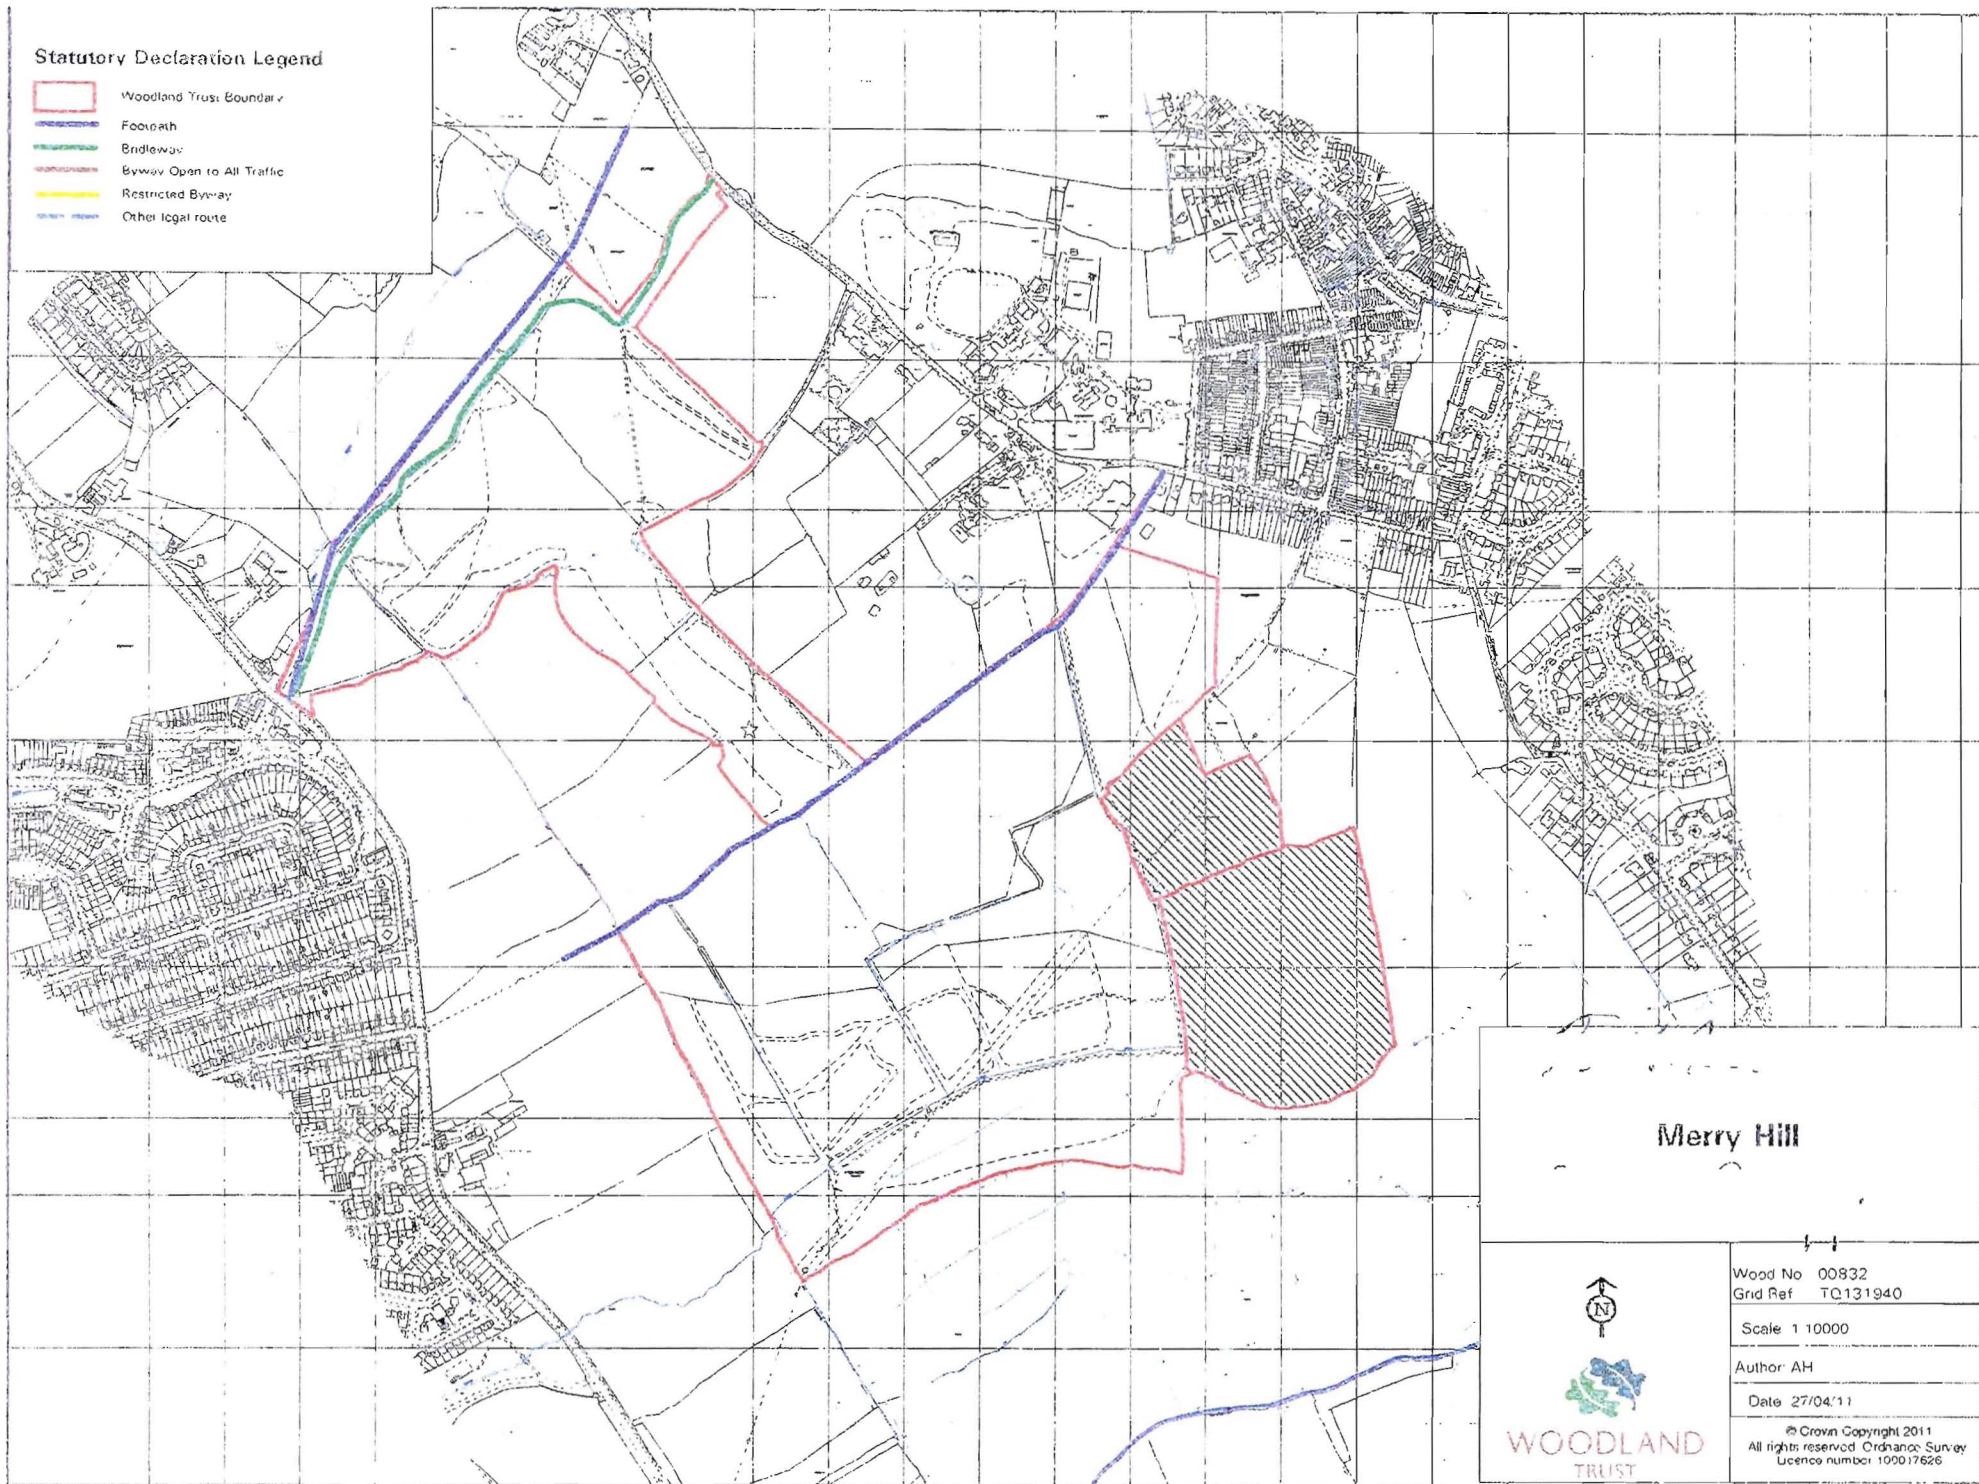 Statutory Declaration Legend
Woodland Trust Boundary
Footpath
Bridleway
Byway Open to All Traffic
Restricted Byway
Other legal route
Merry Hill
N
Wood No 00832
Grid Ref TQ131940
Scale 1 10000
Author: AH
Date 27/04/11
© Crown Copyright 2011
All rights reserved Ordnance Survey
Licence number 100017626
WOODLAND
TRUST